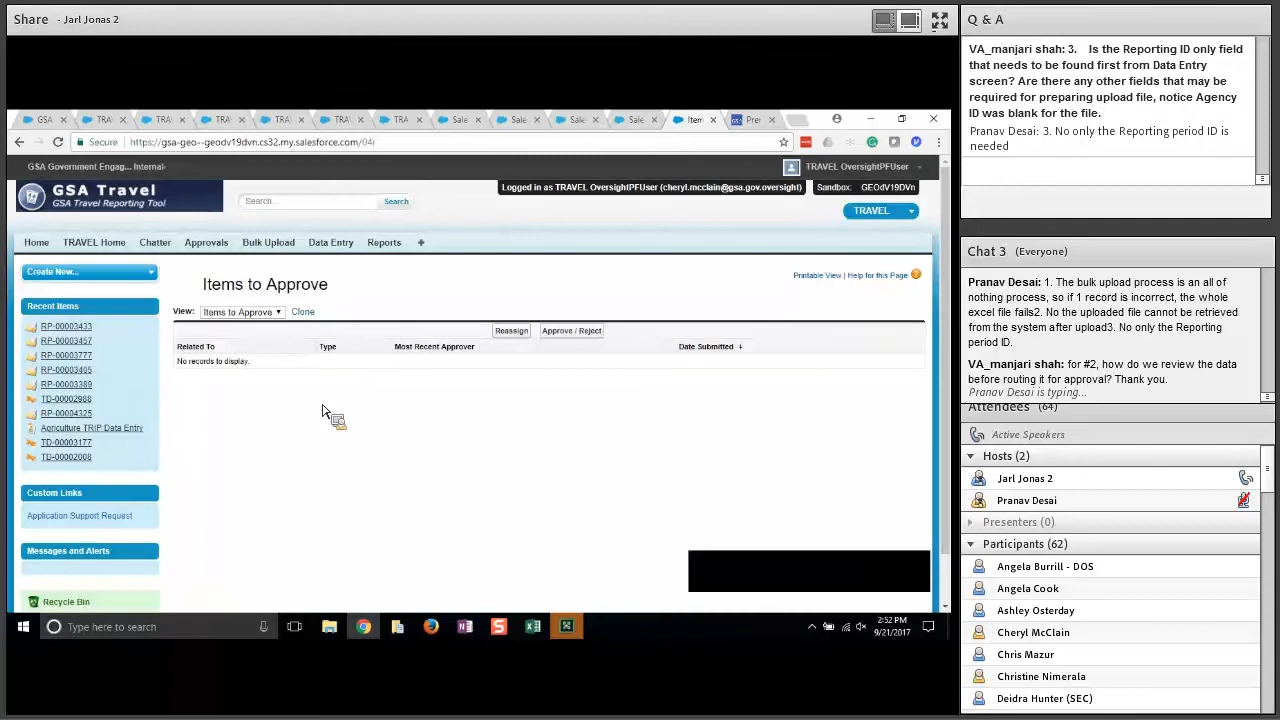 Share - Jarl Jonas 2
GSA
TRA
TRA
TRAV
TRAV
TRAV
TRA
Sale
Sale
Sale
Sale
Item
Pren
Secure https://gsa-geo--geodv19dvn.cs32.my.salesforce.com/04i
GSA Government Engag... Internal-
TRAVEL OversightPFUser
GSA Travel
GSA Travel Reporting Tool
Search...
Search
Logged in as TRAVEL OversightPFUser (cheryl.mcclain@gsa.gov.oversight)
Sandbox: GEOdV19DVn
TRAVEL
Home TRAVEL Home Chatter Approvals Bulk Upload Data Entry Reports +
Create New...
Recent Items
RP-00003433
RP-00003457
RP-00003777
RP-00003405
RP-00003389
TD-00002988
RP-00004325
Agriculture TRIP Data Entry
TD-00003177
TD-00002008
Custom Links
Application Support Request
Messages and Alerts
Recycle Bin
Items to Approve
Printable View | Help for this Page ?
View: Items to Approve Clone
Reassign Approve / Reject
Related To Type Most Recent Approver Date Submitted
No records to display.
Type here to search
2:52 PM
9/21/2017
Q & A
VA_manjari shah: 3. Is the Reporting ID only field
that needs to be found first from Data Entry
screen? Are there any other fields that may be
required for preparing upload file, notice Agency
ID was blank for the file.
Pranav Desai: 3. No only the Reporting period ID is
needed
Chat 3 (Everyone)
Pranav Desai: 1. The bulk upload process is an all of
nothing process, so if 1 record is incorrect, the whole
excel file fails2. No the uploaded file cannot be retrieved
from the system after upload3. No only the Reporting
period ID.
VA_manjari shah: for #2, how do we review the data
before routing it for approval? Thank you.
Pranav Desai is typing...
Attendees (64)
Active Speakers
Hosts (2)
Jarl Jonas 2
Pranav Desai
Presenters (0)
Participants (62)
Angela Burrill - DOS
Angela Cook
Ashley Osterday
Cheryl McClain
Chris Mazur
Christine Nimerala
Deidra Hunter (SEC)